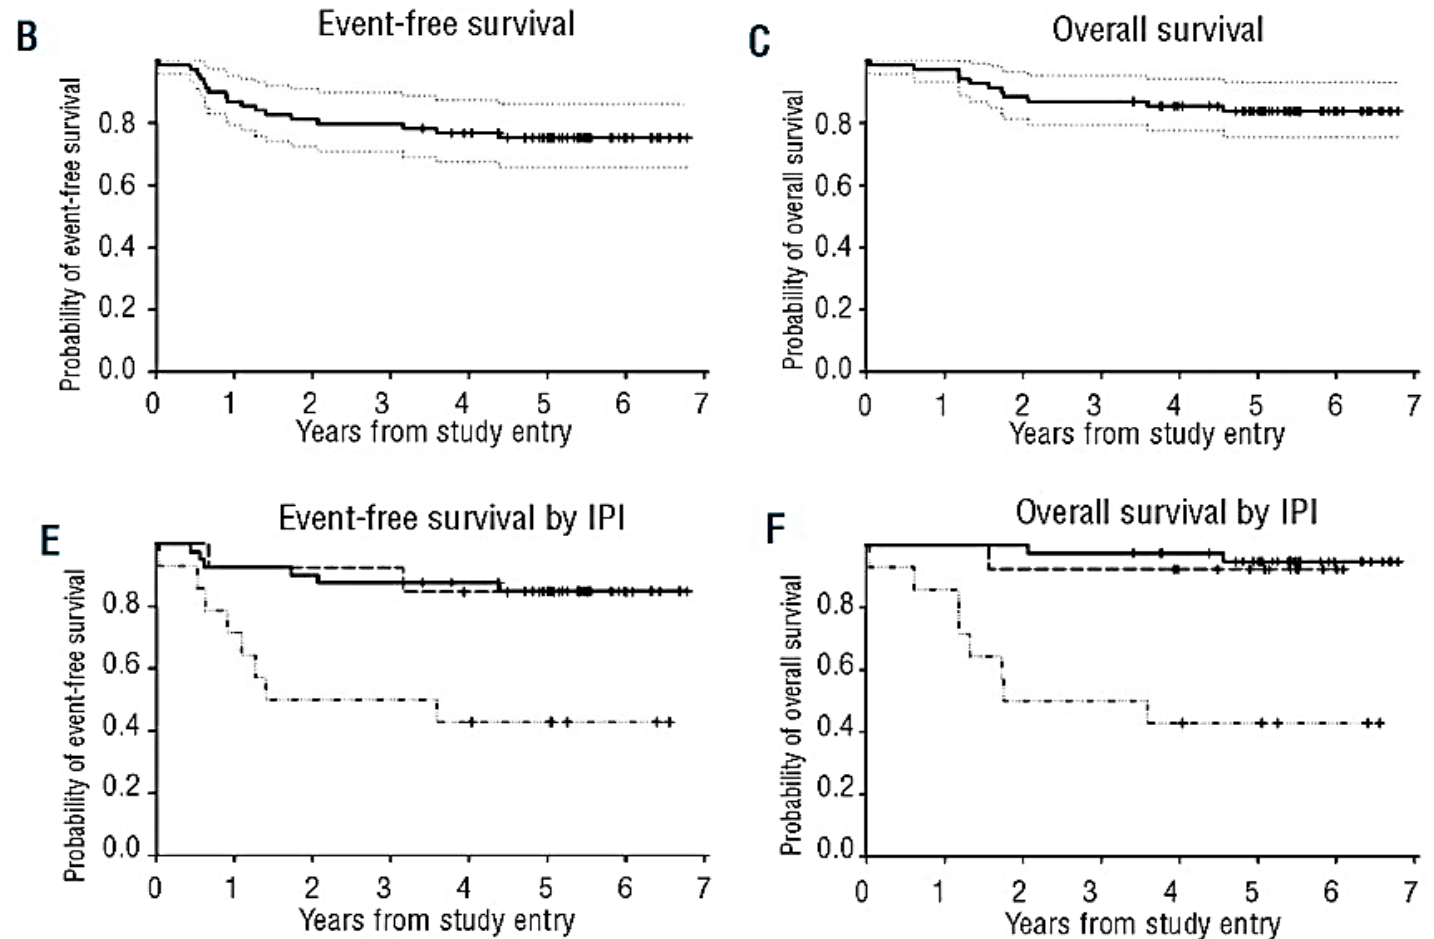 B
Event-free survival
Probability of event-free survival
0.8
0.6
0.4
0.2
0.0
0 1 2 3 4 5 6 7
Years from study entry
C
Overall survival
Probability of overall survival
0.8
0.6
0.4
0.2
0.0
0 1 2 3 4 5 6 7
Years from study entry
E
Event-free survival by IPI
Probability of event-free survival
0.8
0.6
0.4
0.2
0.0
0 1 2 3 4 5 6 7
Years from study entry
F
Overall survival by IPI
Probability of overall survival
0.8
0.6
0.4
0.2
0.0
0 1 2 3 4 5 6 7
Years from study entry